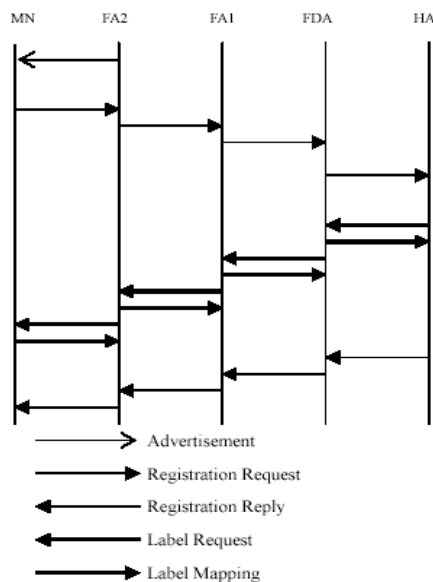 MN FA2 FA1 FDA HA
Advertisement
Registration Request
Registration Reply
Label Request
Label Mapping